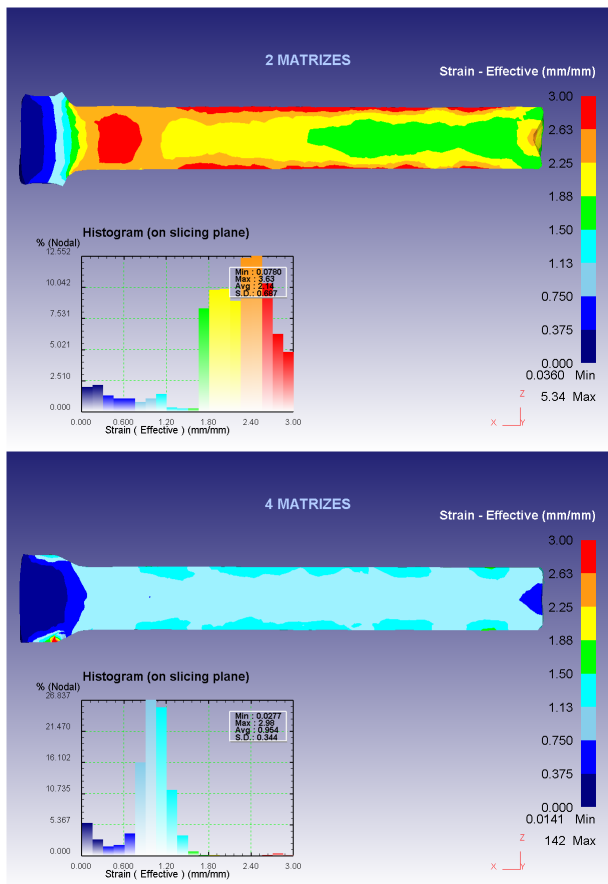 2 MATRIZES
Strain - Effective (mm/mm)
3.00
2.63
2.25
1.88
1.50
1.13
0.750
0.375
0.000
0.0360 Min
5.34 Max
Histogram (on slicing plane)
% (Nodal)
12.552
10.042
7.531
5.021
2.510
0.000
Min : 0.0780
Max : 3.63
Avg : 2.14
S.D.: 0.687
0.000 0.600 1.20 1.80 2.40 3.00
Strain ( Effective ) (mm/mm)
Z
X Y
4 MATRIZES
Strain - Effective (mm/mm)
3.00
2.63
2.25
1.88
1.50
1.13
0.750
0.375
0.000
0.0141 Min
142 Max
Histogram (on slicing plane)
% (Nodal)
26.837
21.470
16.102
10.735
5.367
0.000
Min : 0.0277
Max : 2.98
Avg : 0.954
S.D.: 0.344
0.000 0.600 1.20 1.80 2.40 3.00
Strain ( Effective ) (mm/mm)
Z
X Y